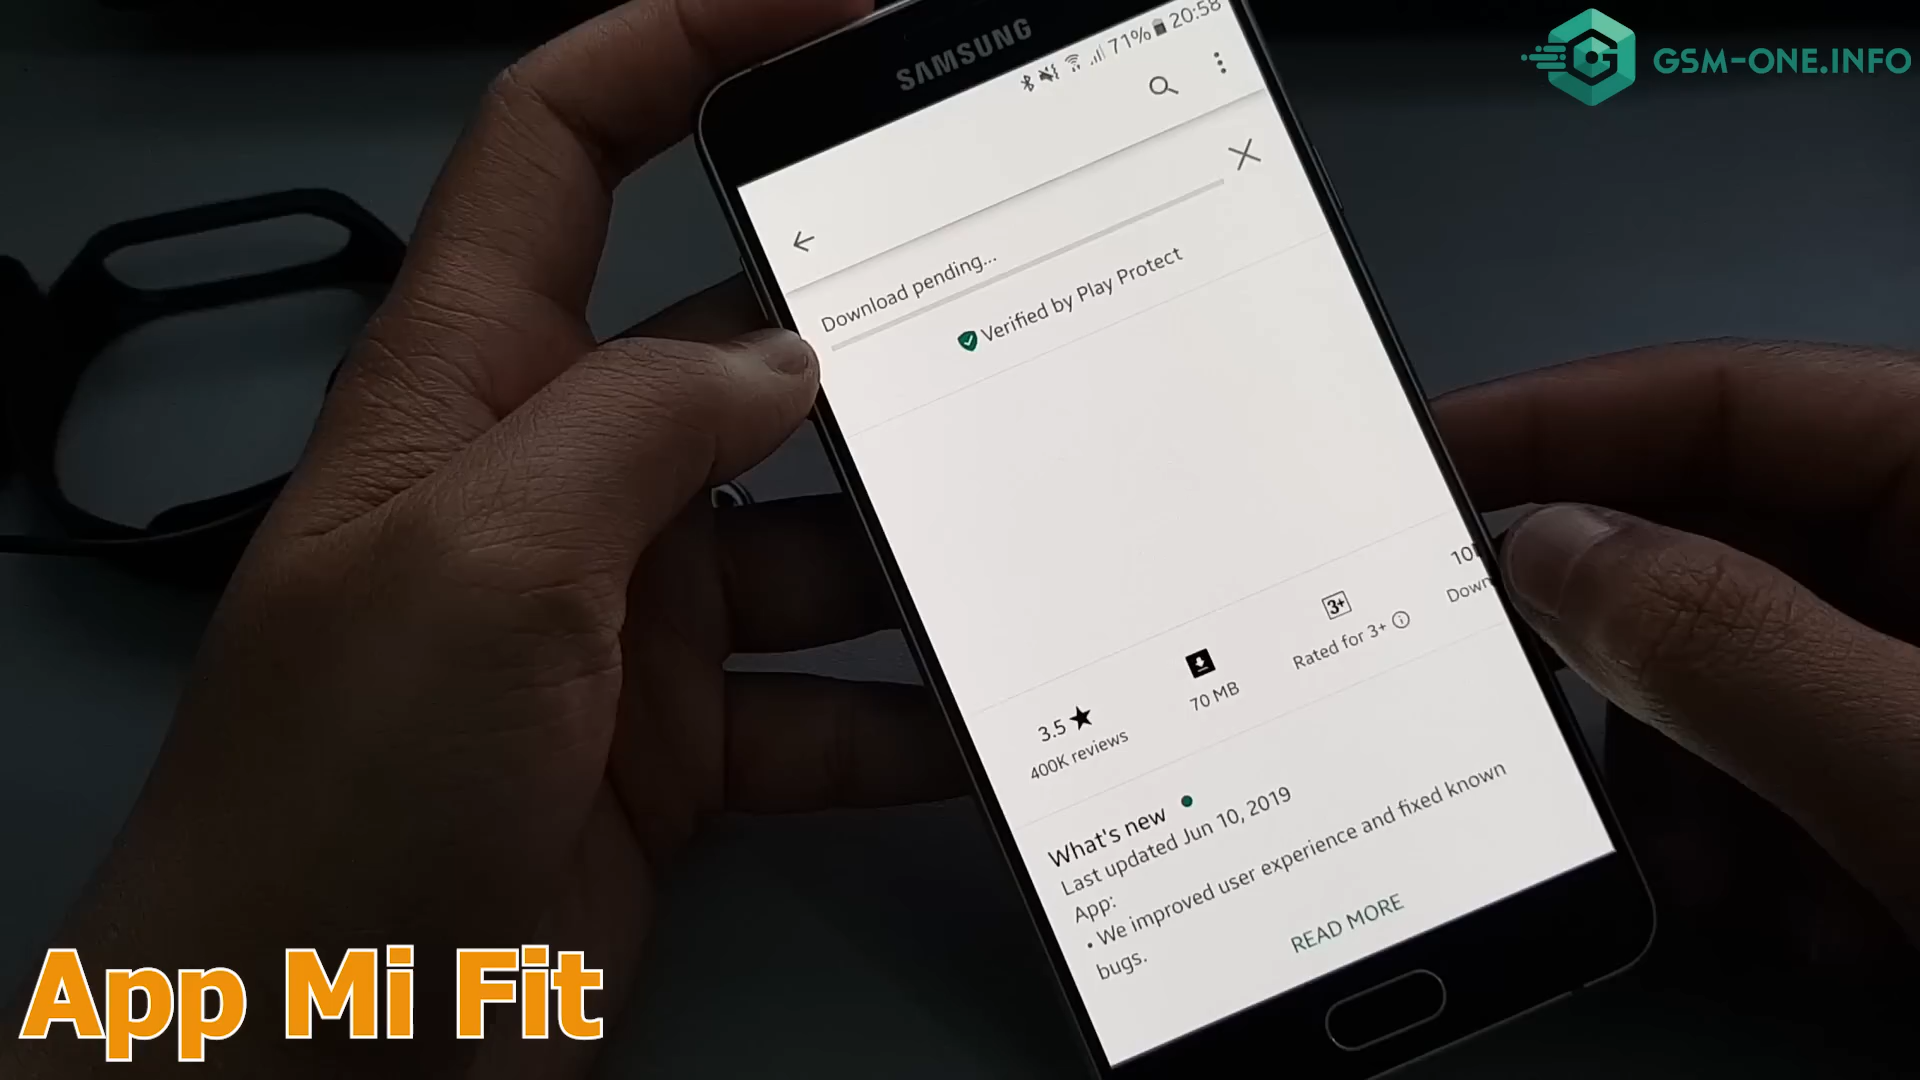 GSM-ONE.INFO
SAMSUNG
71% 20:58
Download pending...
Verified by Play Protect
3.5★
400K reviews
70 MB
3+
Rated for 3+
What's new
Last updated Jun 10, 2019
App:
• We improved user experience and fixed known
bugs.
READ MORE
App Mi Fit